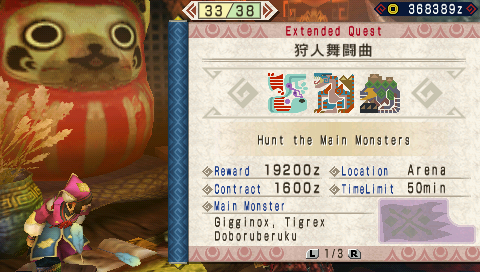 33/38
368389z
Extended Quest
狩人舞闘曲
Hunt the Main Monsters
Reward 19200z
Location Arena
Contract 1600z
TimeLimit 50min
Main Monster
Gigginox, Tigrex
Doboruberuku
L 1/3 R